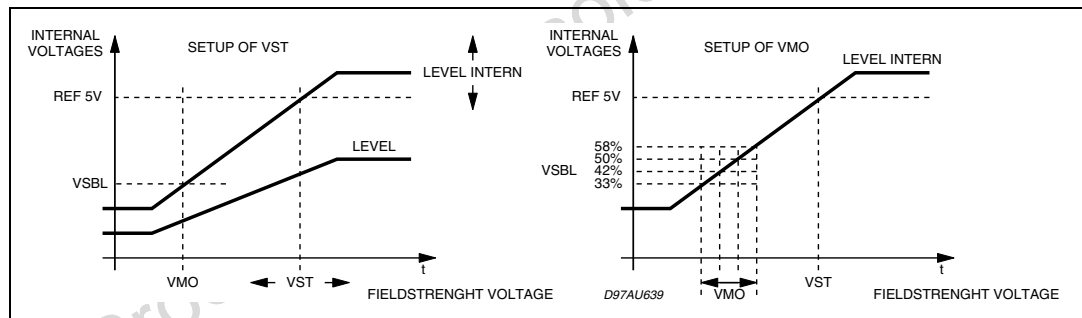 INTERNAL
VOLTAGES
SETUP OF VST
LEVEL INTERN
REF 5V
LEVEL
VSBL
VMO
VST
t
FIELDSTRENGHT VOLTAGE
INTERNAL
VOLTAGES
SETUP OF VMO
LEVEL INTERN
REF 5V
58%
50%
VSBL
42%
33%
t
D97AU639
VMO
VST
FIELDSTRENGHT VOLTAGE